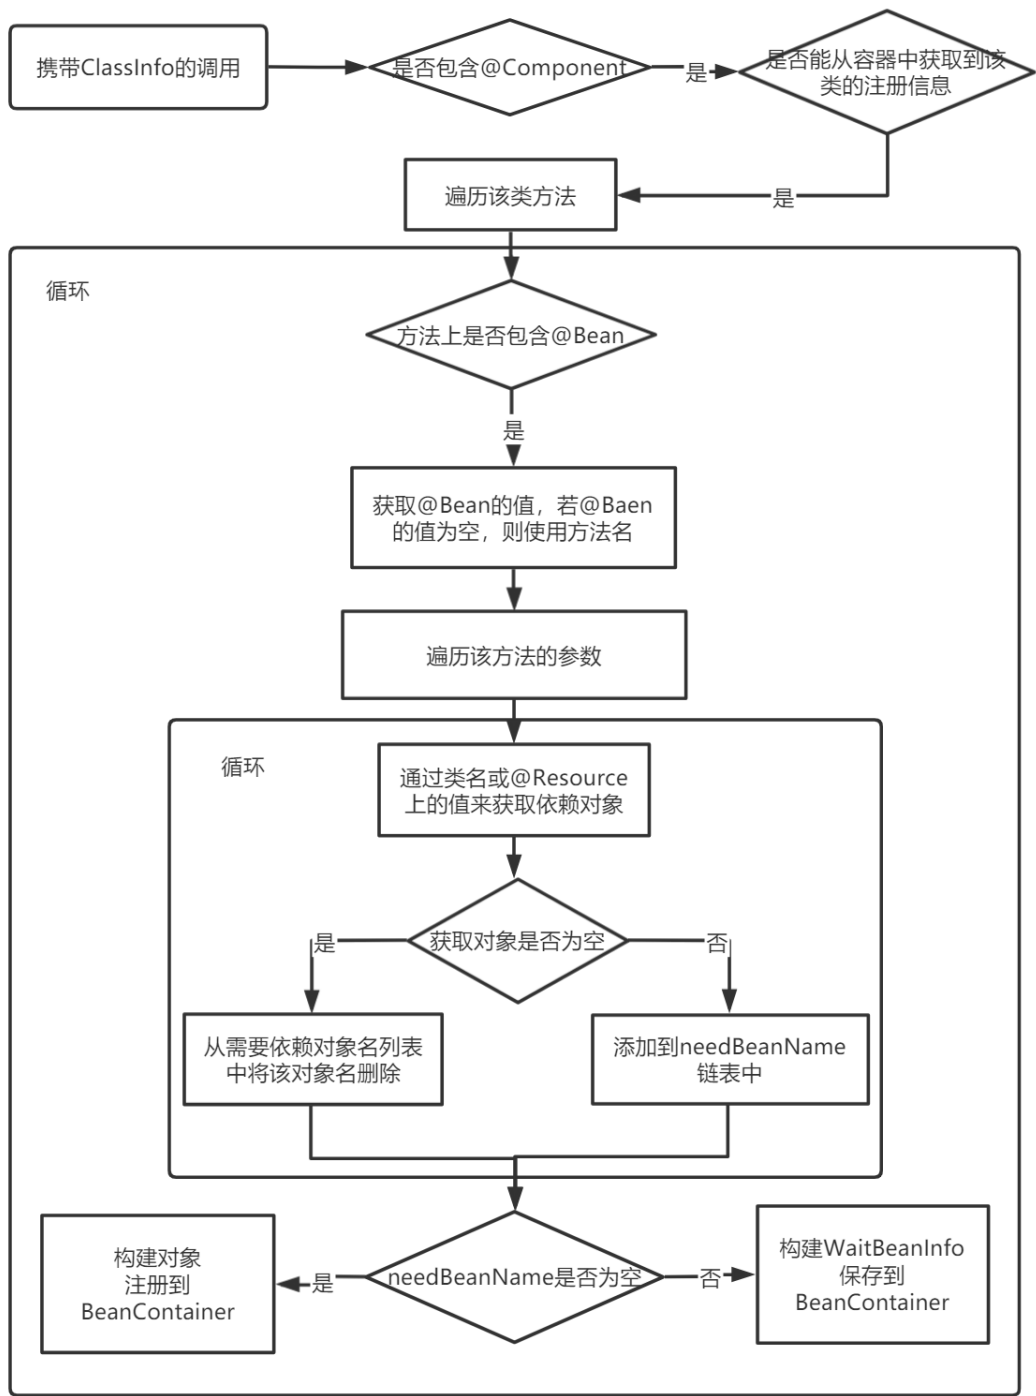 携带ClassInfo的调用
是否包含@Component
是
是否能从容器中获取到该
类的注册信息
遍历该类方法
是
循环
方法上是否包含@Bean
是
获取@Bean的值，若@Baen
的值为空，则使用方法名
遍历该方法的参数
循环
通过类名或@Resource
上的值来获取依赖对象
是
获取对象是否为空
否
从需要依赖对象名列表
中将该对象名删除
添加到needBeanName
链表中
构建对象
注册到
BeanContainer
是
needBeanName是否为空
否
构建WaitBeanInfo
保存到
BeanContainer